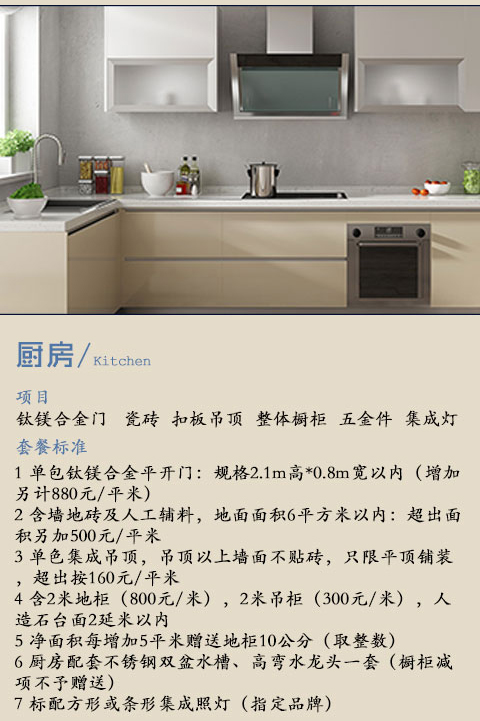 厨房/Kitchen
项目
钛镁合金门 瓷砖 扣板吊顶 整体橱柜 五金件 集成灯
套餐标准
1 单包钛镁合金平开门：规格2.1m高*0.8m宽以内（增加
另计880元/平米）
2 含墙地砖及人工辅料，地面面积6平方米以内：超出面
积另加500元/平米
3 单色集成吊顶，吊顶以上墙面不贴砖，只限平顶铺装
，超出按160元/平米
4 含2米地柜（800元/米），2米吊柜（300元/米），人
造石台面2延米以内
5 净面积每增加5平米赠送地柜10公分（取整数）
6 厨房配套不锈钢双盆水槽、高弯水龙头一套（橱柜减
项不予赠送）
7 标配方形或条形集成照灯（指定品牌）